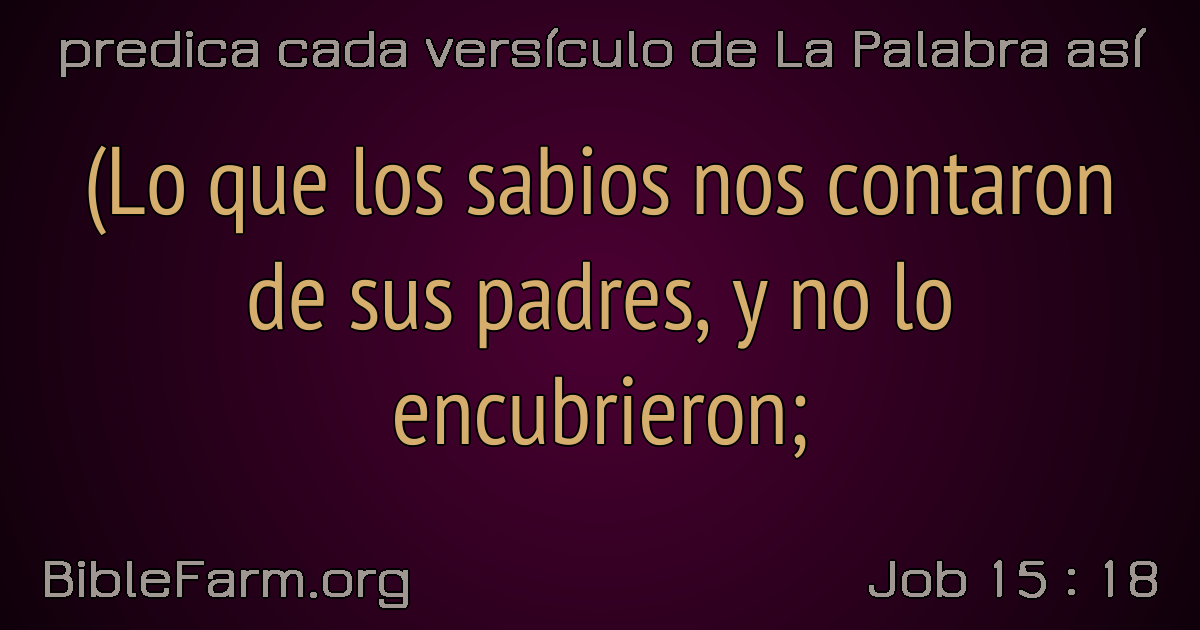 predica cada versículo de La Palabra así
(Lo que los sabios nos contaron
de sus padres, y no lo
encubrieron;
BibleFarm.org
Job 15 : 18